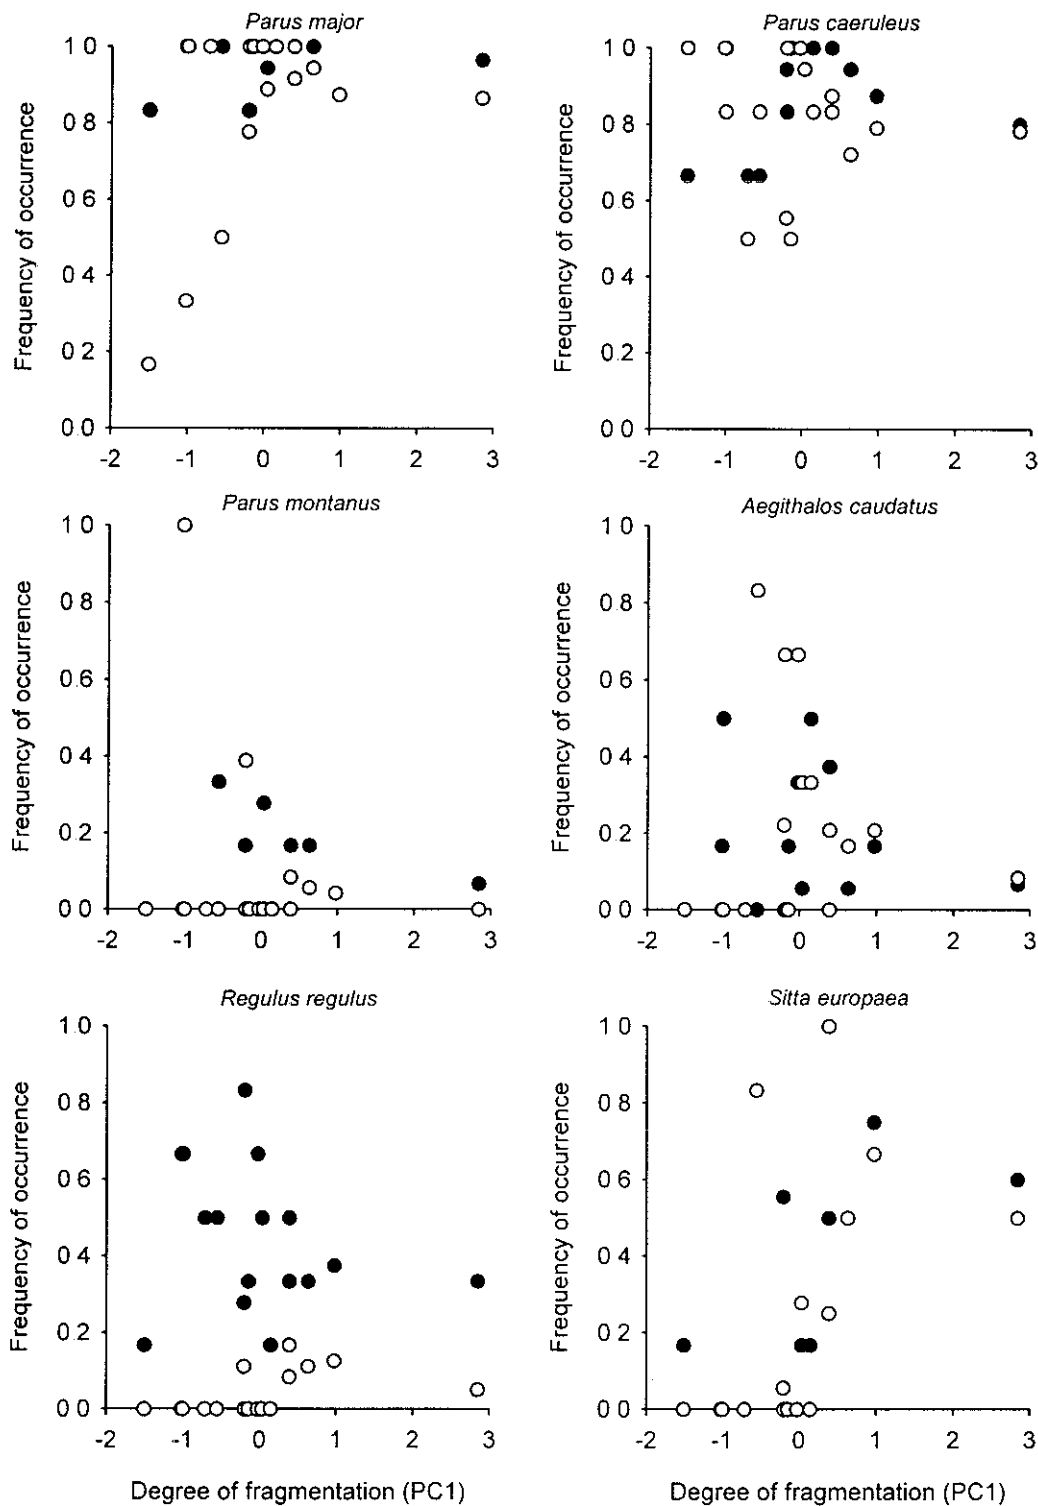 Parus major
Frequency of occurrence
1 0
0 8
0 6
0 4
0 2
0 0
-2 -1 0 1 2 3
Parus caeruleus
Frequency of occurrence
1 0
0 8
0 6
0 4
0 2
0 0
-2 -1 0 1 2 3
Parus montanus
Frequency of occurrence
1 0
0 8
0 6
0 4
0 2
0 0
-2 -1 0 1 2 3
Aegithalos caudatus
Frequency of occurrence
1 0
0 8
0 6
0 4
0 2
0 0
-2 -1 0 1 2 3
Regulus regulus
Frequency of occurrence
1 0
0 8
0 6
0 4
0 2
0 0
-2 -1 0 1 2 3
Degree of fragmentation (PC1)
Sitta europaea
Frequency of occurrence
1 0
0 8
0 6
0 4
0 2
0 0
-2 -1 0 1 2 3
Degree of fragmentation (PC1)